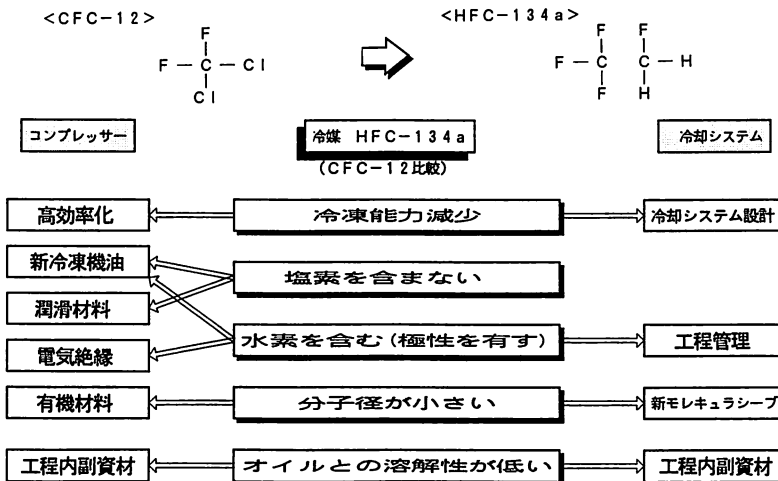 <CFC-12>
<HFC-134a>
F
F-C-Cl
Cl
F F
F-C C-H
F H
コンプレッサー
冷媒 HFC-134a
冷却システム
(CFC-12比較)
高効率化
冷凍能力減少
冷却システム設計
新冷凍機油
塩素を含まない
潤滑材料
水素を含む(極性を有す)
工程管理
電気絶縁
有機材料
分子径が小さい
新モレキュラシーブ
工程内副資材
オイルとの溶解性が低い
工程内副資材